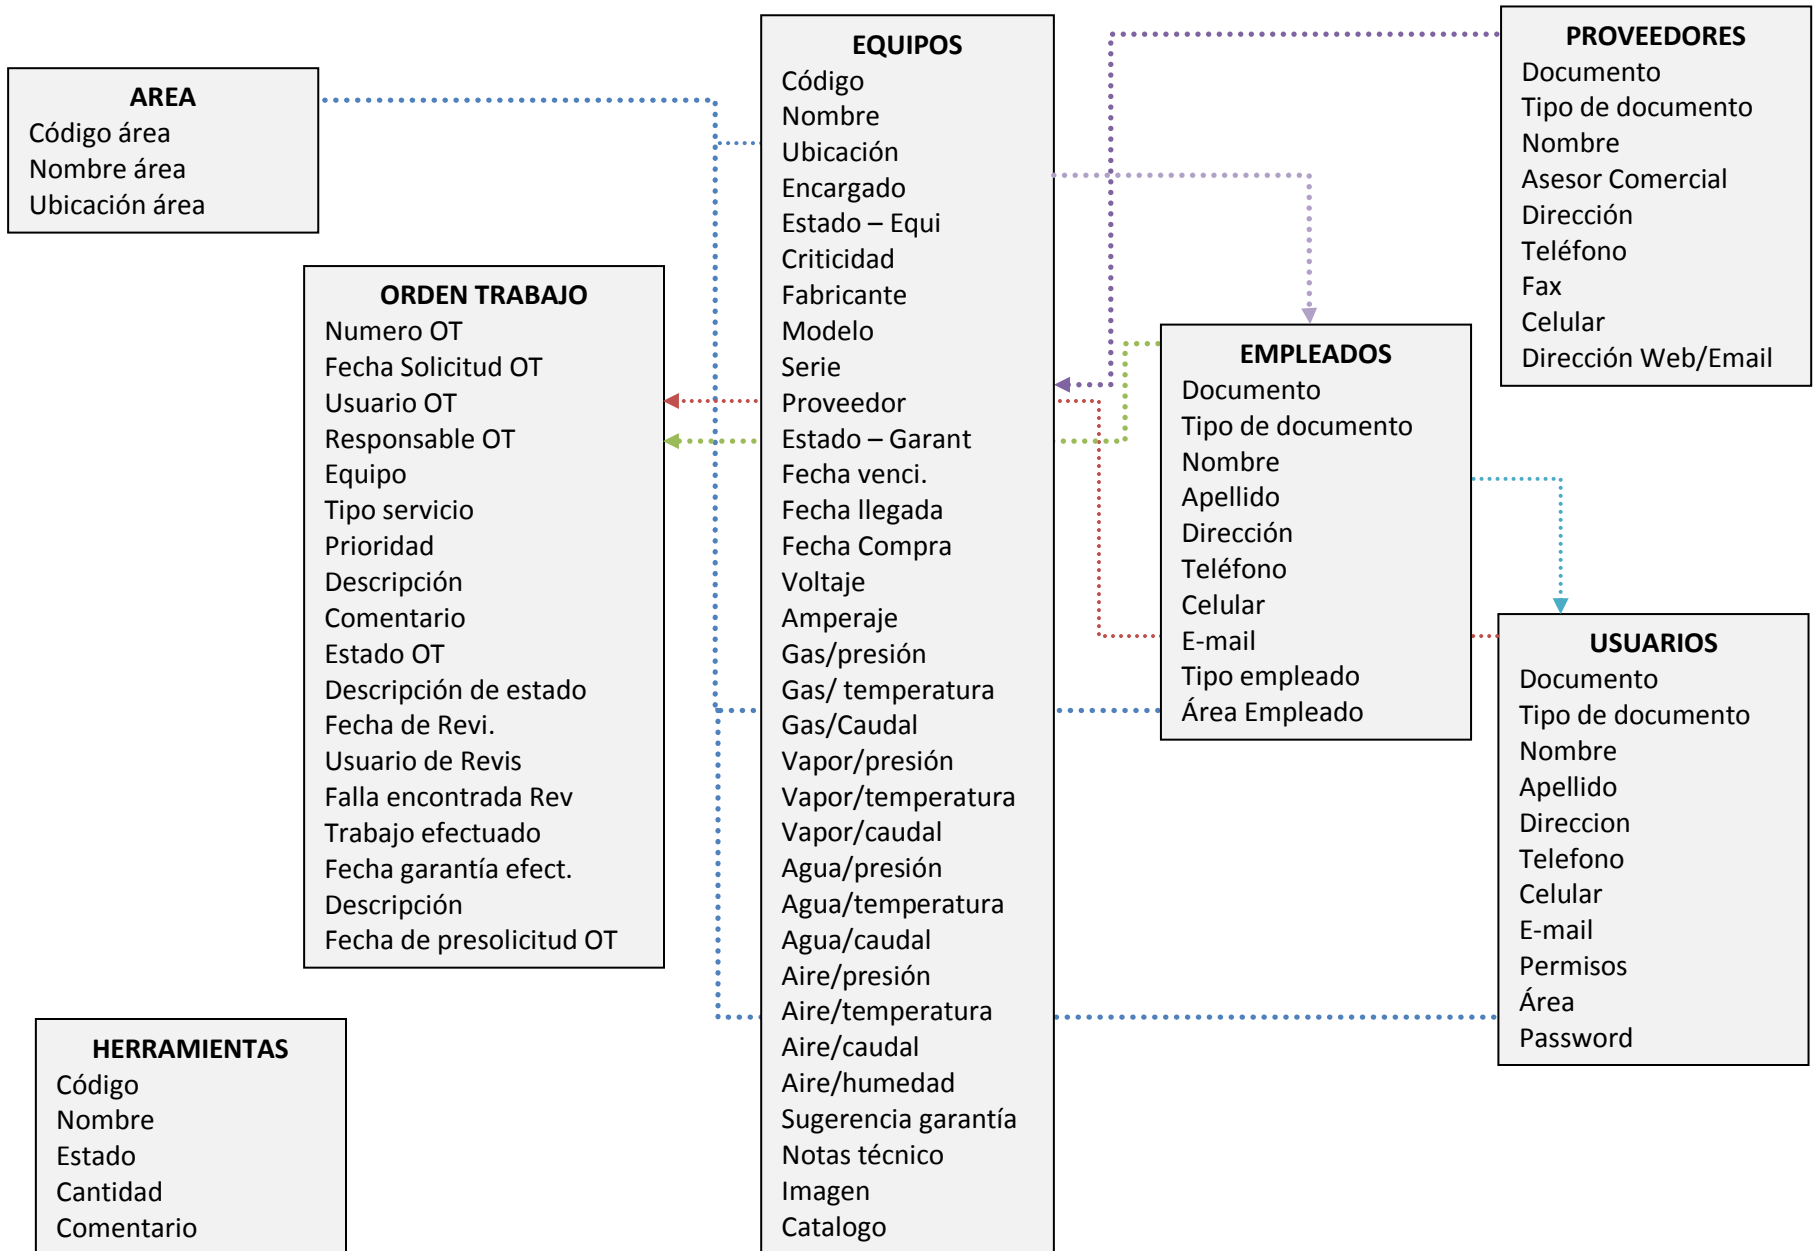 AREA
Código área
Nombre área
Ubicación área
ORDEN TRABAJO
Numero OT
Fecha Solicitud OT
Usuario OT
Responsable OT
Equipo
Tipo servicio
Prioridad
Descripción
Comentario
Estado OT
Descripción de estado
Fecha de Revi.
Usuario de Revis
Falla encontrada Rev
Trabajo efectuado
Fecha garantía efect.
Descripción
Fecha de presolicitud OT
HERRAMIENTAS
Código
Nombre
Estado
Cantidad
Comentario
EQUIPOS
Código
Nombre
Ubicación
Encargado
Estado – Equi
Criticidad
Fabricante
Modelo
Serie
Proveedor
Estado – Garant
Fecha venci.
Fecha llegada
Fecha Compra
Voltaje
Amperaje
Gas/presión
Gas/ temperatura
Gas/Caudal
Vapor/presión
Vapor/temperatura
Vapor/caudal
Agua/presión
Agua/temperatura
Agua/caudal
Aire/presión
Aire/temperatura
Aire/caudal
Aire/humedad
Sugerencia garantía
Notas técnico
Imagen
Catalogo
EMPLEADOS
Documento
Tipo de documento
Nombre
Apellido
Dirección
Teléfono
Celular
E-mail
Tipo empleado
Área Empleado
PROVEEDORES
Documento
Tipo de documento
Nombre
Asesor Comercial
Dirección
Teléfono
Fax
Celular
Dirección Web/Email
USUARIOS
Documento
Tipo de documento
Nombre
Apellido
Direccion
Telefono
Celular
E-mail
Permisos
Área
Password